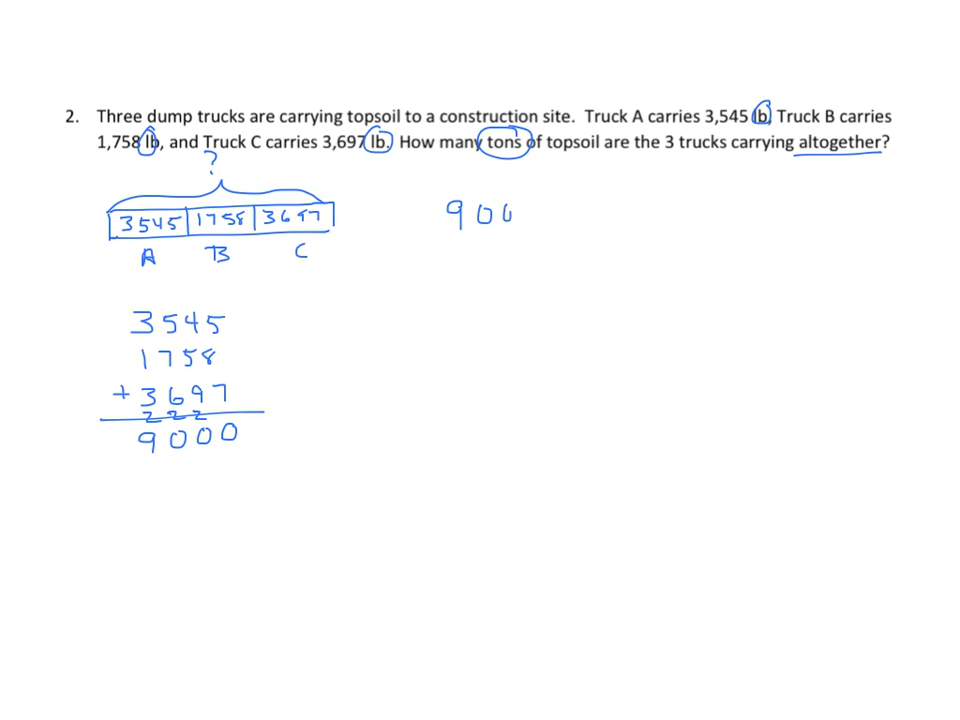 2. Three dump trucks are carrying topsoil to a construction site. Truck A carries 3,545 lb, Truck B carries
1,758 lb, and Truck C carries 3,697 lb. How many tons of topsoil are the 3 trucks carrying altogether?
?
3545 1758 3697
A B C
900
3545
1758
+ 3697
222
9000